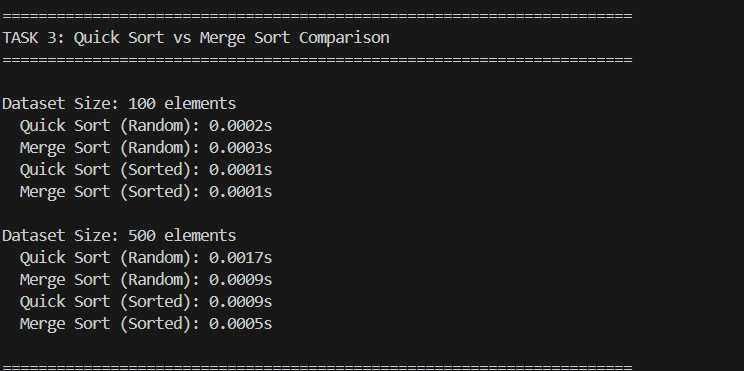 ======================================================================
TASK 3: Quick Sort vs Merge Sort Comparison
======================================================================
Dataset Size: 100 elements
Quick Sort (Random): 0.0002s
Merge Sort (Random): 0.0003s
Quick Sort (Sorted): 0.0001s
Merge Sort (Sorted): 0.0001s
Dataset Size: 500 elements
Quick Sort (Random): 0.0017s
Merge Sort (Random): 0.0009s
Quick Sort (Sorted): 0.0009s
Merge Sort (Sorted): 0.0005s
======================================================================